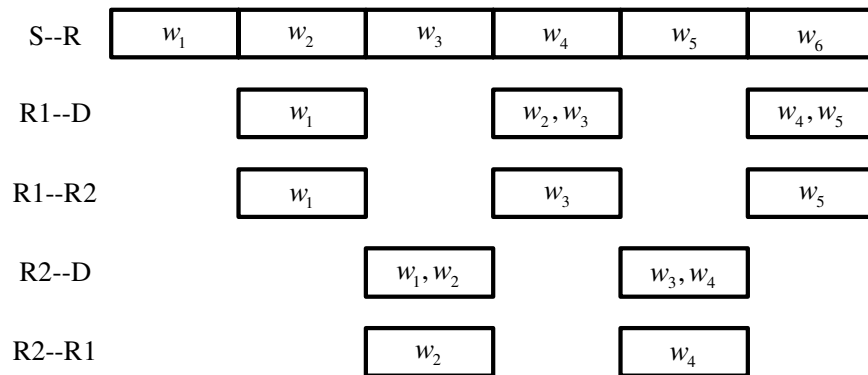 S--R w₁ w₂ w₃ w₄ w₅ w₆
R1--D w₁ w₂, w₃ w₄, w₅
R1--R2 w₁ w₃ w₅
R2--D w₁, w₂ w₃, w₄
R2--R1 w₂ w₄